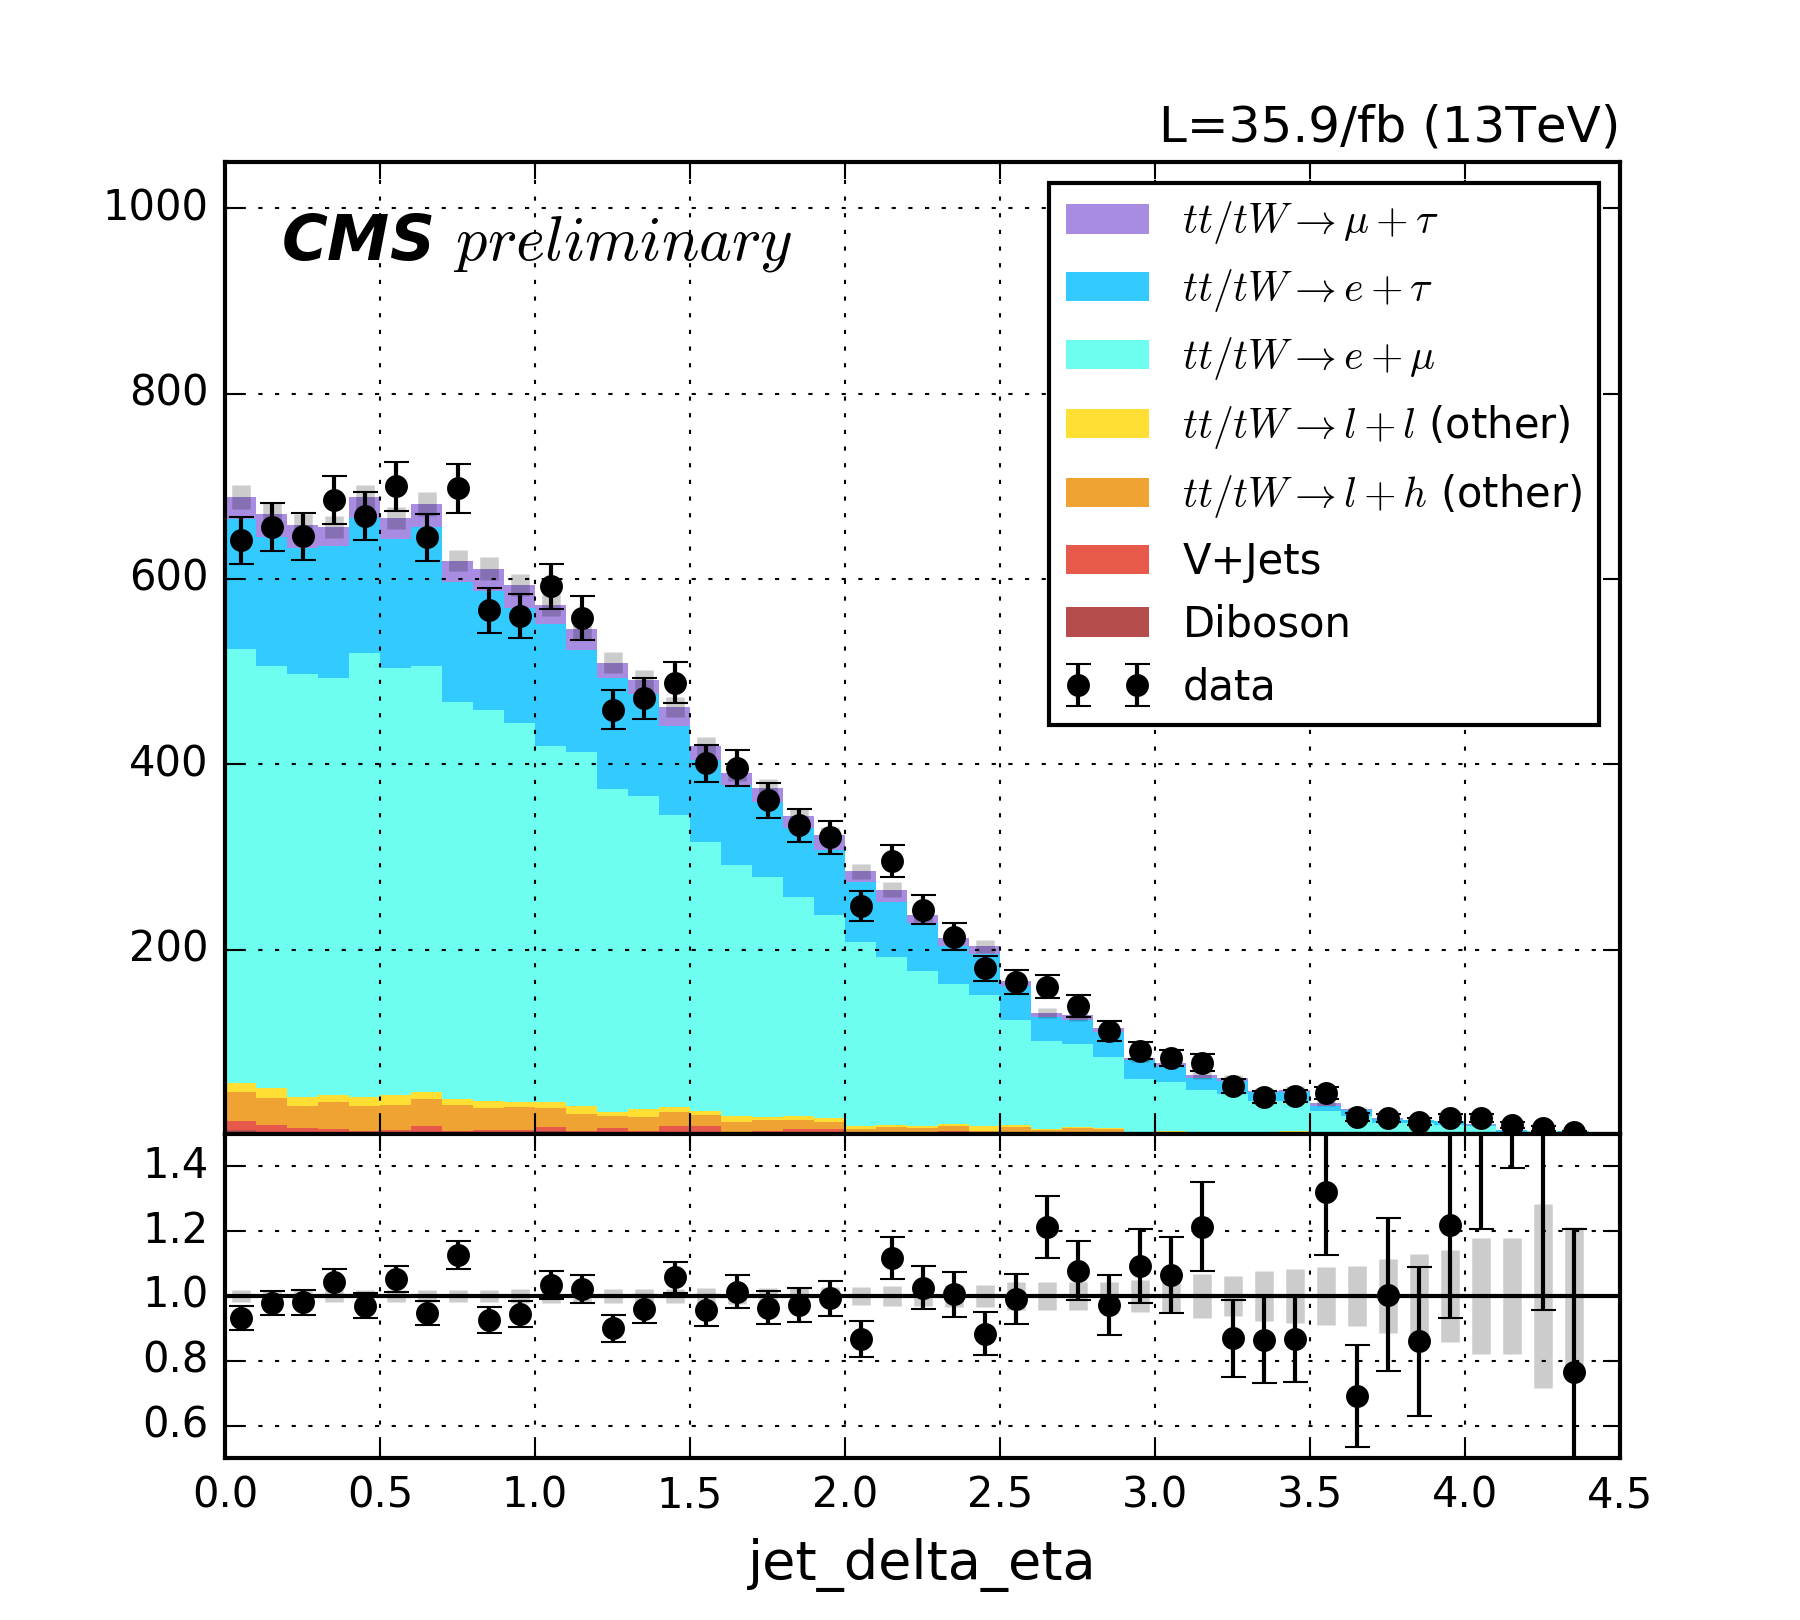 L=35.9/fb (13TeV)
CMS preliminary
1000
800
600
400
200
tt/tW → μ + τ
tt/tW → e + τ
tt/tW → e + μ
tt/tW → l + l (other)
tt/tW → l + h (other)
V+Jets
Diboson
data
1.4
1.2
1.0
0.8
0.6
0.0 0.5 1.0 1.5 2.0 2.5 3.0 3.5 4.0 4.5
jet_delta_eta